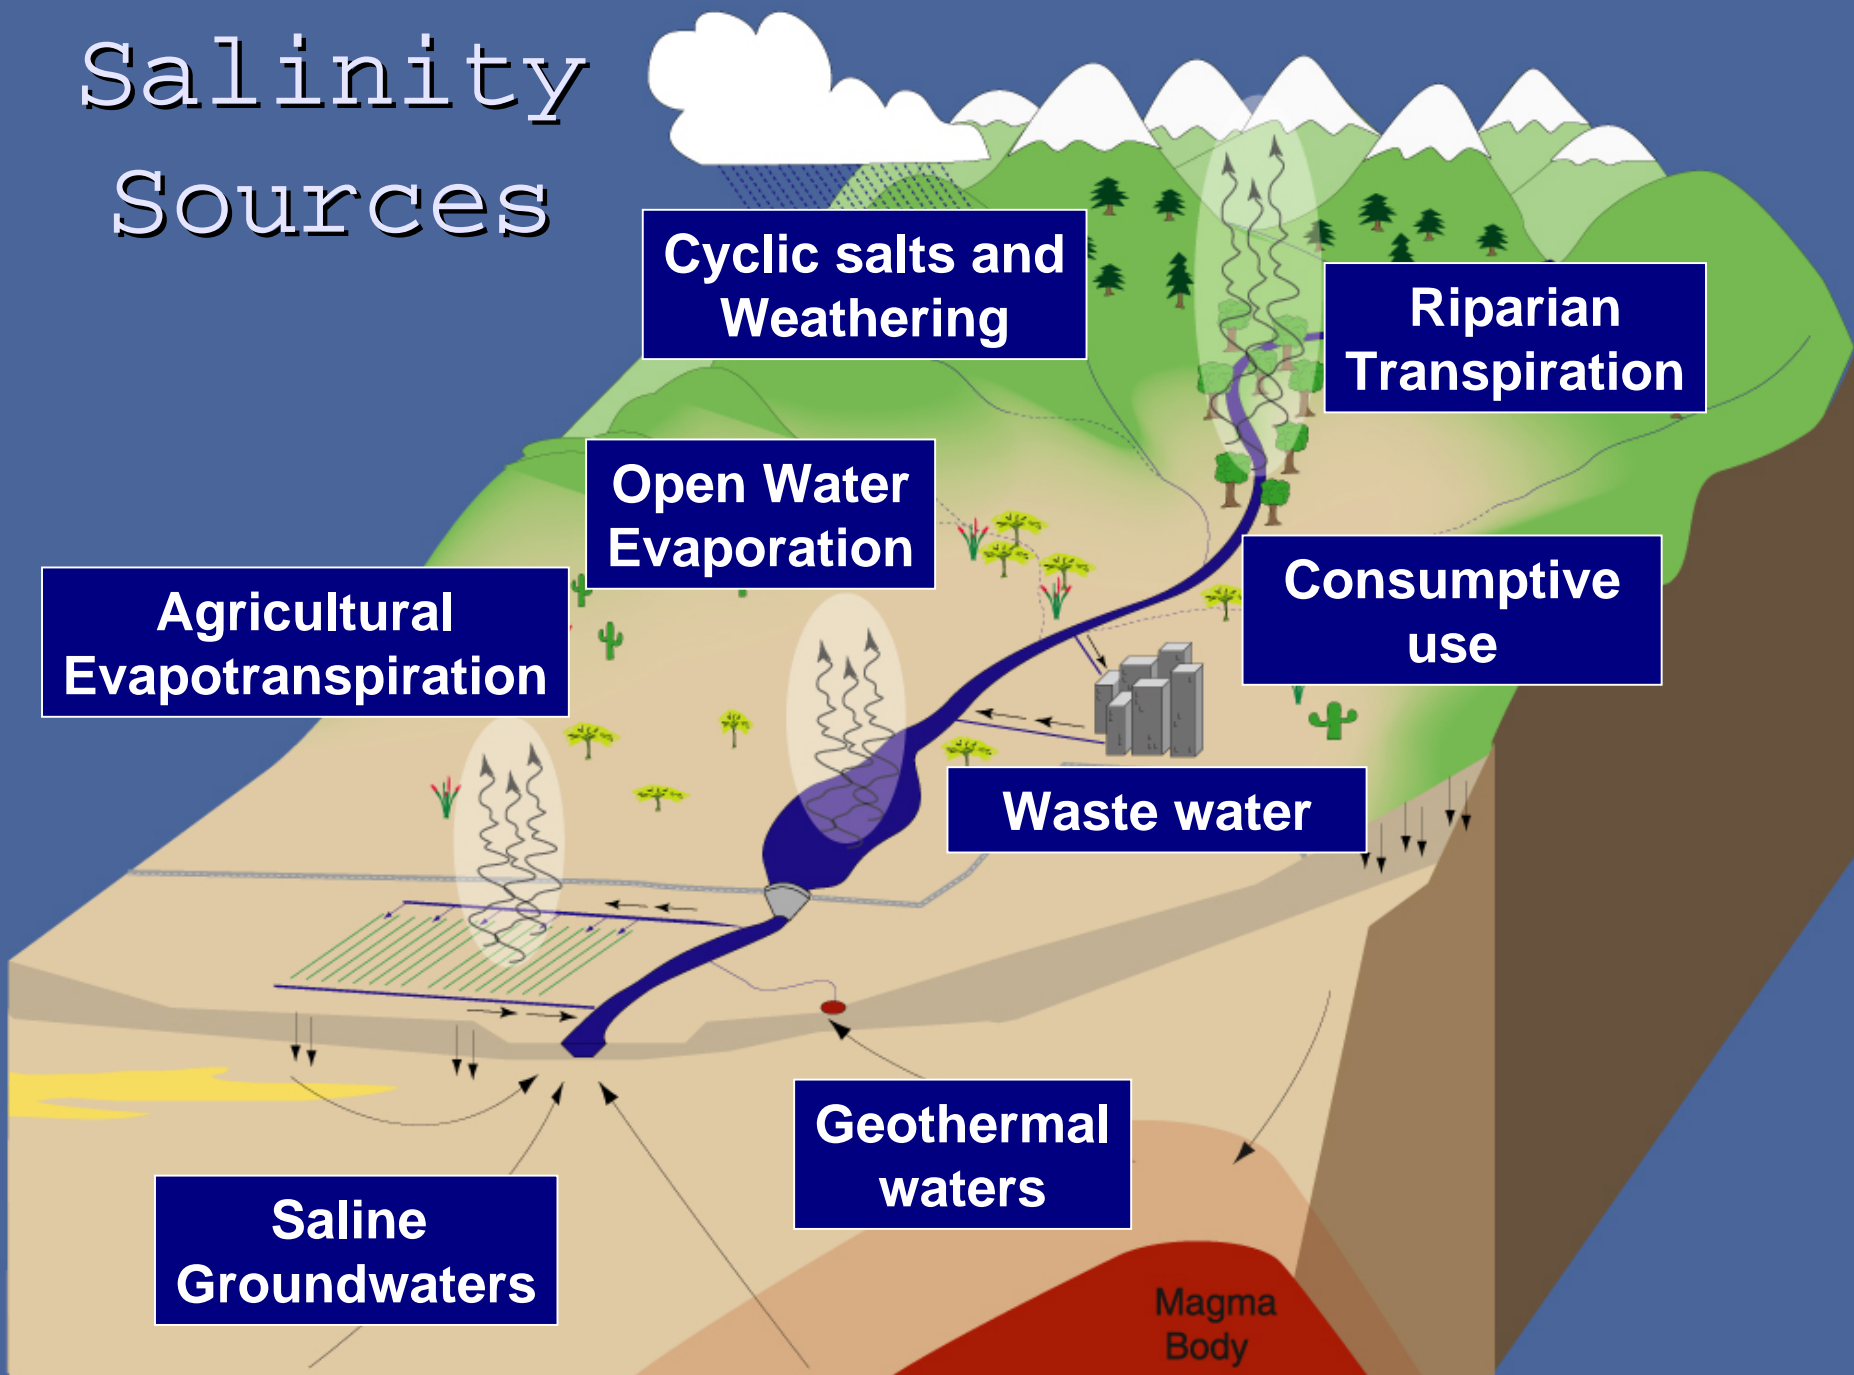 Salinity
Sources
Cyclic salts and
Weathering
Riparian
Transpiration
Open Water
Evaporation
Consumptive
use
Agricultural
Evapotranspiration
Waste water
Geothermal
waters
Saline
Groundwaters
Magma
Body